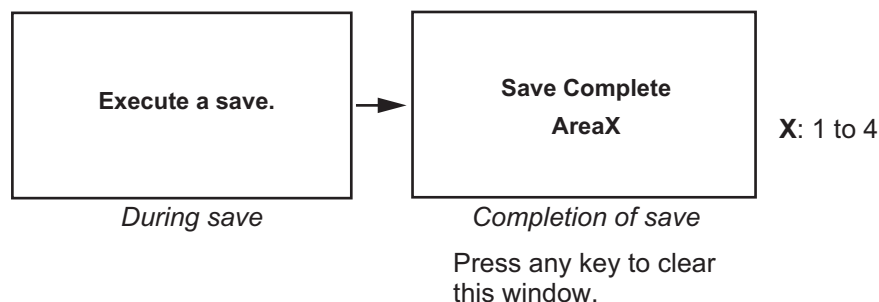 Execute a save.
Save Complete
AreaX
X: 1 to 4
During save
Completion of save
Press any key to clear
this window.